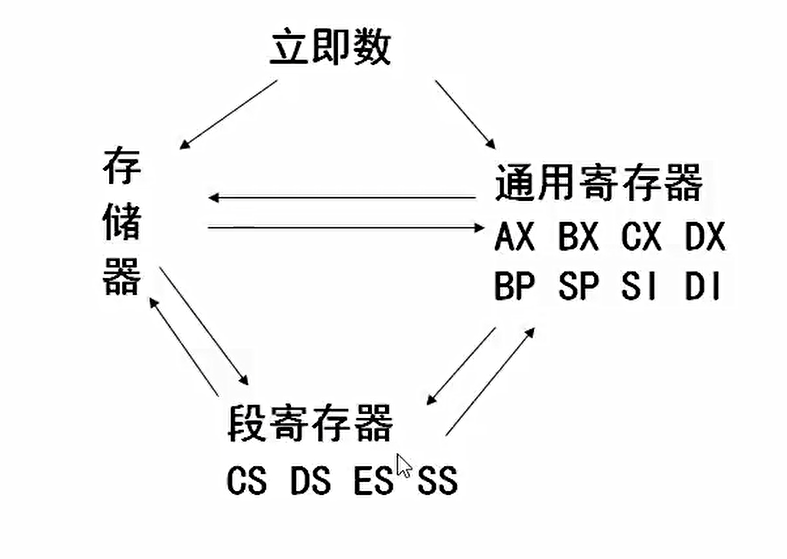 立即数
存
储
器
通用寄存器
AX BX CX DX
BP SP SI DI
段寄存器
CS DS ES SS